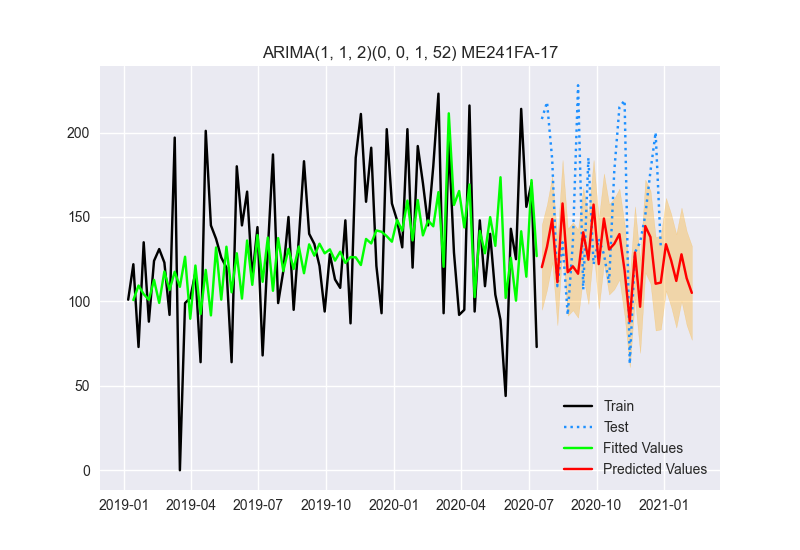 ARIMA(1, 1, 2)(0, 0, 1, 52) ME241FA-17
200
150
100
50
0
Train
Test
Fitted Values
Predicted Values
2019-01 2019-04 2019-07 2019-10 2020-01 2020-04 2020-07 2020-10 2021-01